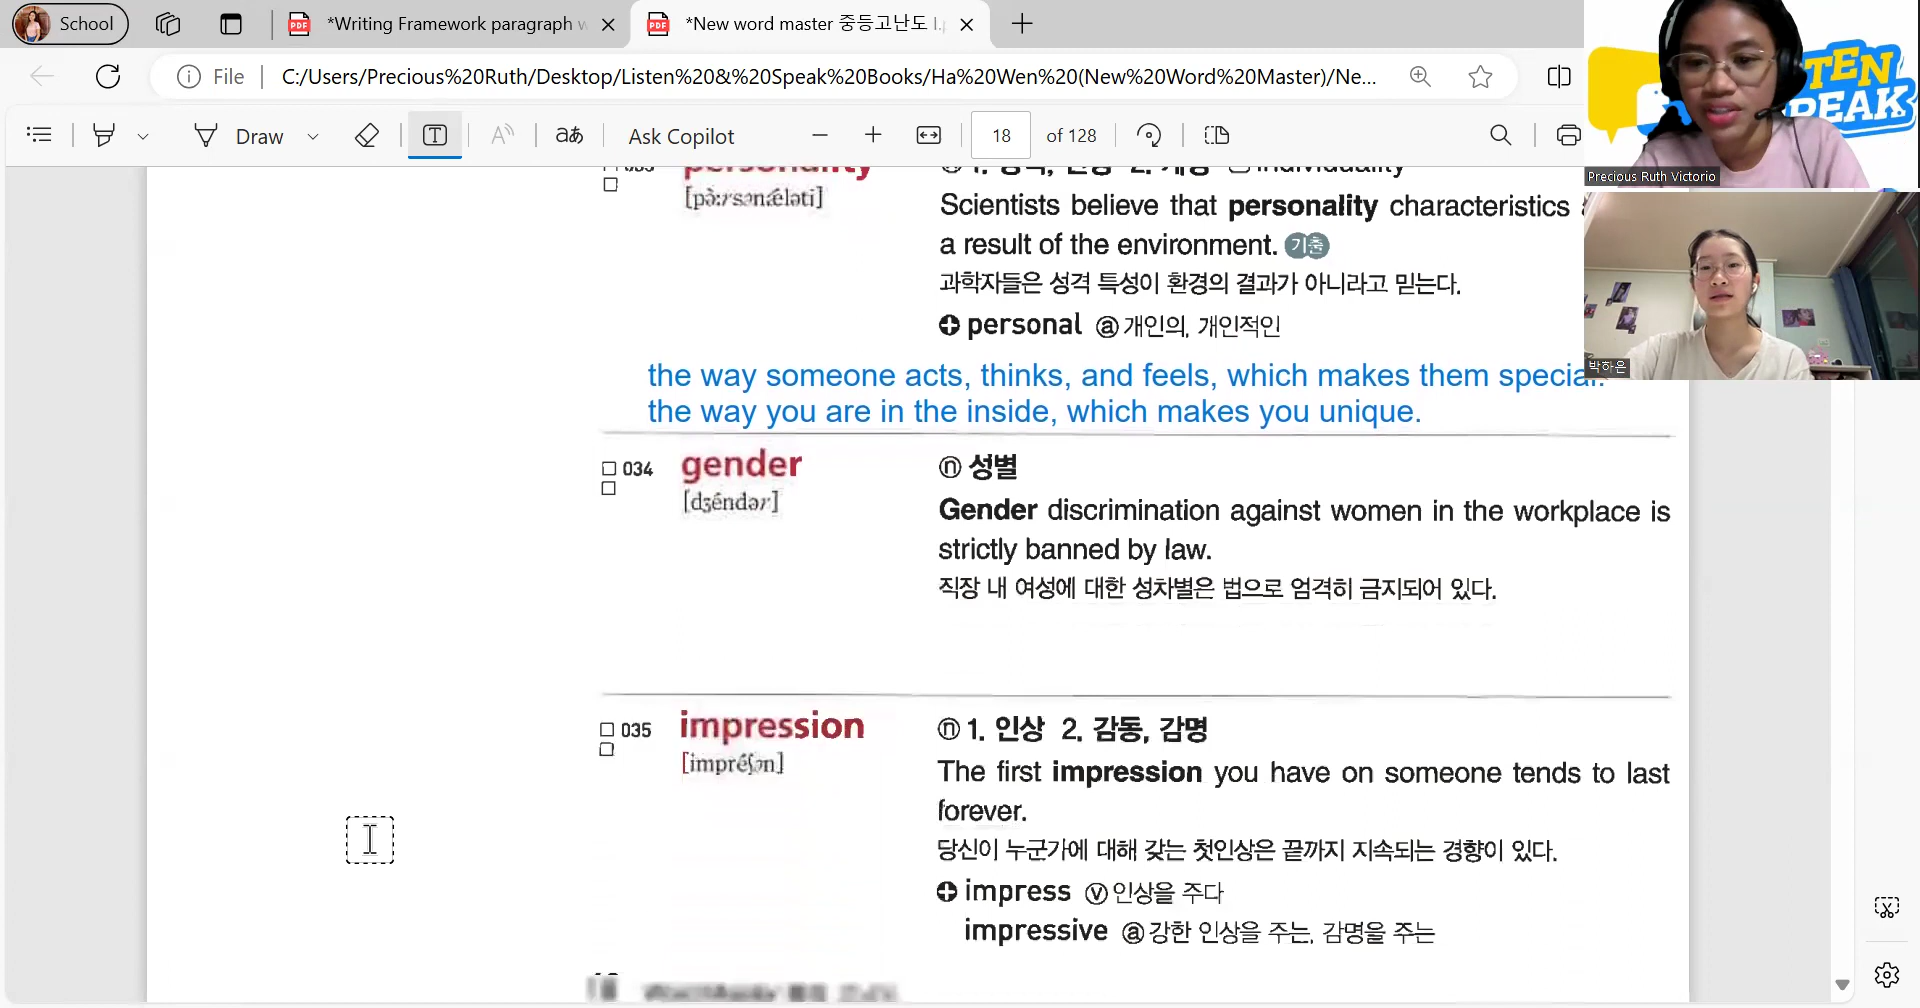 School
*Writing Framework paragraph w
*New word master 중등고난도 I.
File
C:/Users/Precious%20Ruth/Desktop/Listen%20&%20Speak%20Books/Ha%20Wen%20(New%20Word%20Master)/Ne...
Draw
aあ
Ask Copilot
18 of 128
TEN
PEAK
Precious Ruth Victorio
박하은
personality
individuality
[pə̀ːrsənǽləti]
Scientists believe that personality characteristics
a result of the environment. 기출
과학자들은 성격 특성이 환경의 결과가 아니라고 믿는다.
personal ⓐ 개인의, 개인적인
the way someone acts, thinks, and feels, which makes them special.
the way you are in the inside, which makes you unique.
034 gender ⓝ 성별
[dʒéndər]
Gender discrimination against women in the workplace is
strictly banned by law.
직장 내 여성에 대한 성차별은 법으로 엄격히 금지되어 있다.
035 impression ⓝ 1. 인상 2. 감동, 감명
[impréʃən]
The first impression you have on someone tends to last
forever.
당신이 누군가에 대해 갖는 첫인상은 끝까지 지속되는 경향이 있다.
impress ⓥ 인상을 주다
impressive ⓐ 강한 인상을 주는, 감명을 주는